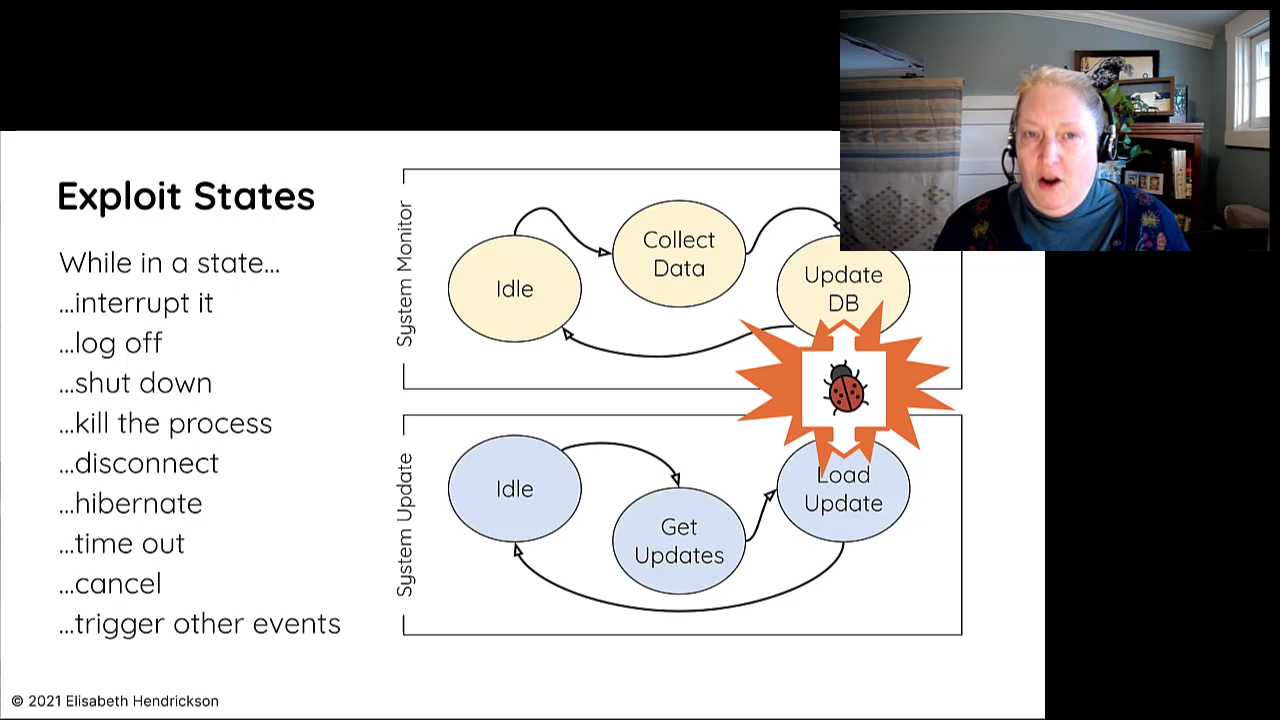 Exploit States
While in a state...
...interrupt it
...log off
...shut down
...kill the process
...disconnect
...hibernate
...time out
...cancel
...trigger other events
System Monitor
Idle
Collect
Data
Update
DB
System Update
Idle
Get
Updates
Load
Update
© 2021 Elisabeth Hendrickson